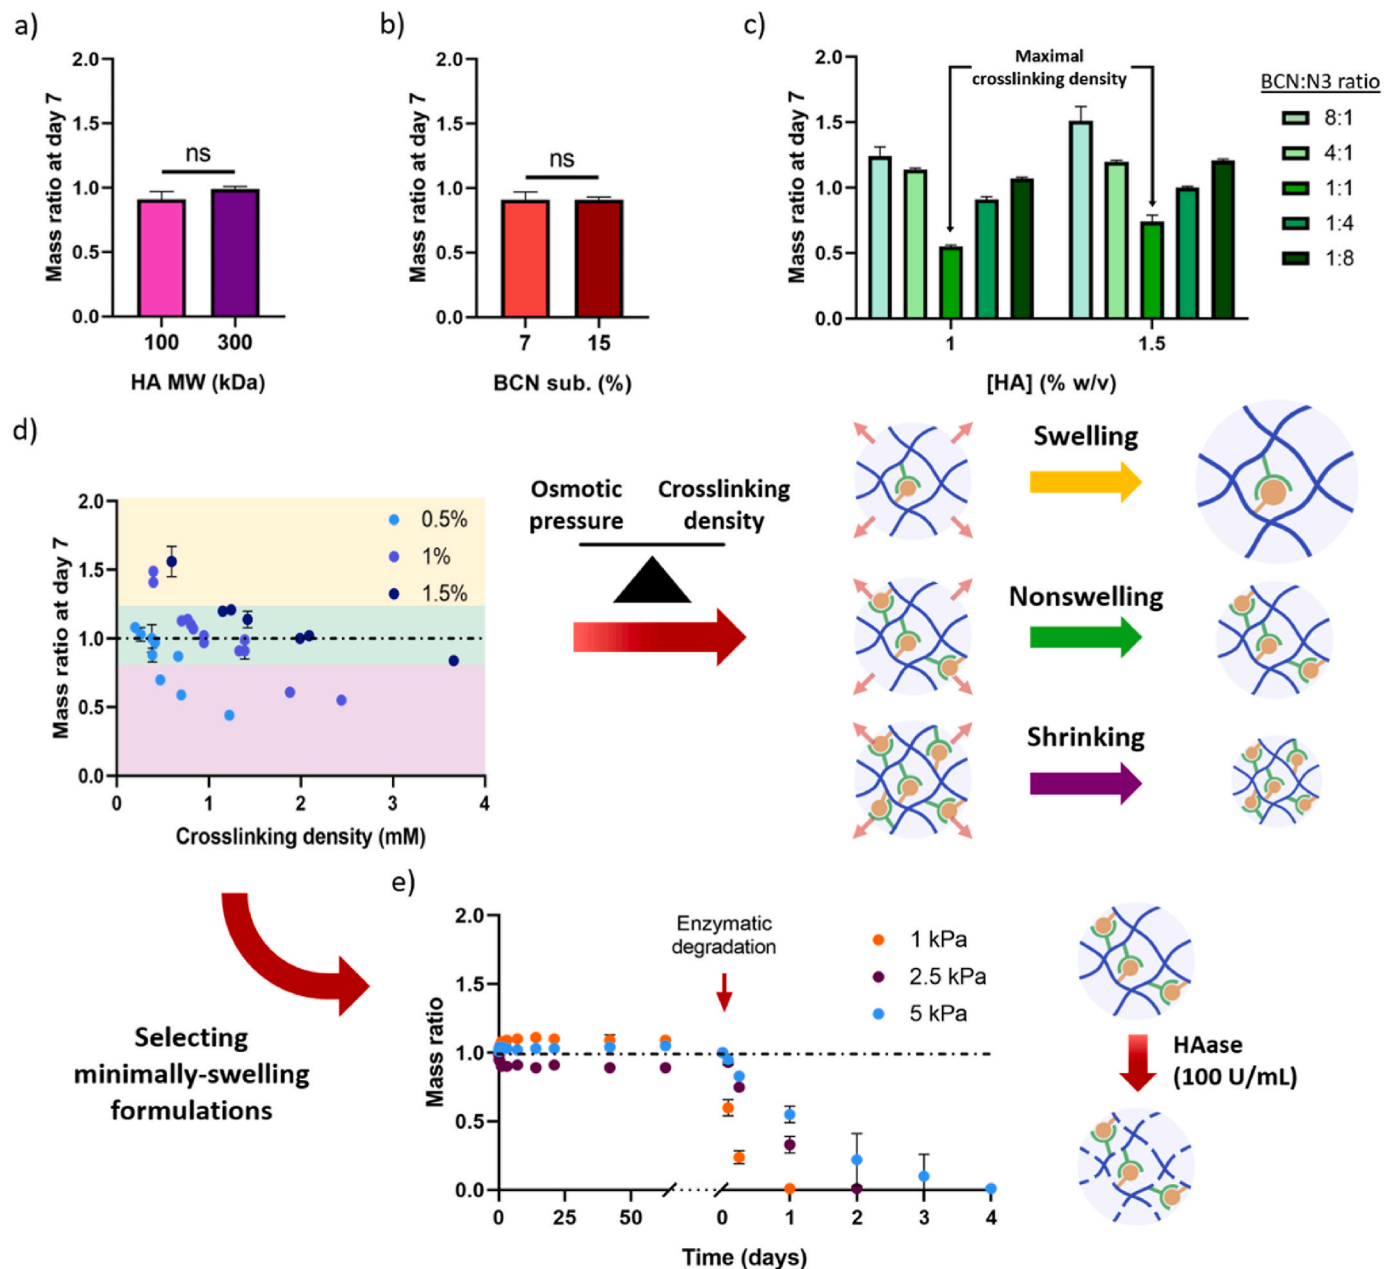 a)
2.0
1.5
1.0
0.5
0.0
Mass ratio at day 7
ns
100 300
HA MW (kDa)
b)
2.0
1.5
1.0
0.5
0.0
Mass ratio at day 7
ns
7 15
BCN sub. (%)
c)
2.0
1.5
1.0
0.5
0.0
Mass ratio at day 7
Maximal
crosslinking density
1 1.5
[HA] (% w/v)
BCN:N3 ratio
8:1
4:1
1:1
1:4
1:8
d)
2.0
1.5
1.0
0.5
0.0
Mass ratio at day 7
0.5%
1%
1.5%
0 1 2 3 4
Crosslinking density (mM)
Osmotic
pressure
Crosslinking
density
Swelling
Nonswelling
Shrinking
Selecting
minimally-swelling
formulations
e)
2.0
1.5
1.0
0.5
0.0
Mass ratio
Enzymatic
degradation
1 kPa
2.5 kPa
5 kPa
0 25 50 0 1 2 3 4
Time (days)
HAase
(100 U/mL)